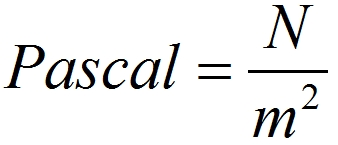 Pascal = N / m²